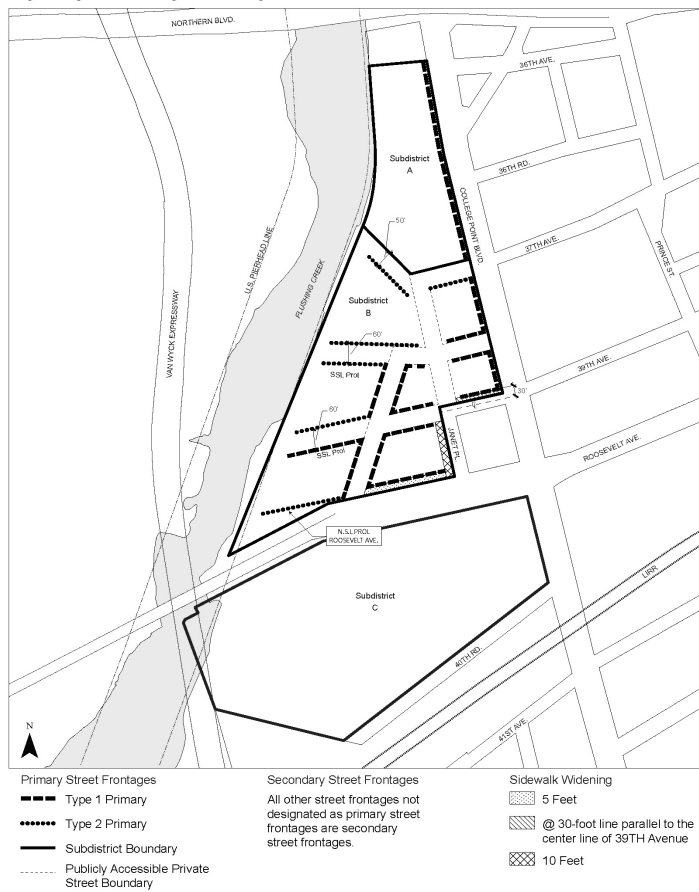 NORTHERN BLVD.
36TH AVE.
Subdistrict
A
36TH RD.
COLLEGE POINT BLVD.
50'
37TH AVE.
PRINCE ST.
U.S. PIERHEAD LINE
FLUSHING CREEK
VAN WYCK EXPRESSWAY
Subdistrict
B
60'
SSL Prol
39TH AVE.
30'
60'
SSL Prol
JANET PL.
ROOSEVELT AVE.
N.S.L PROL
ROOSEVELT AVE.
LIRR
Subdistrict
C
40TH RD.
41ST AVE.
N
Primary Street Frontages
Type 1 Primary
Type 2 Primary
Subdistrict Boundary
Publicly Accessible Private
Street Boundary
Secondary Street Frontages
All other street frontages not
designated as primary street
frontages are secondary
street frontages.
Sidewalk Widening
5 Feet
@ 30-foot line parallel to the
center line of 39TH Avenue
10 Feet